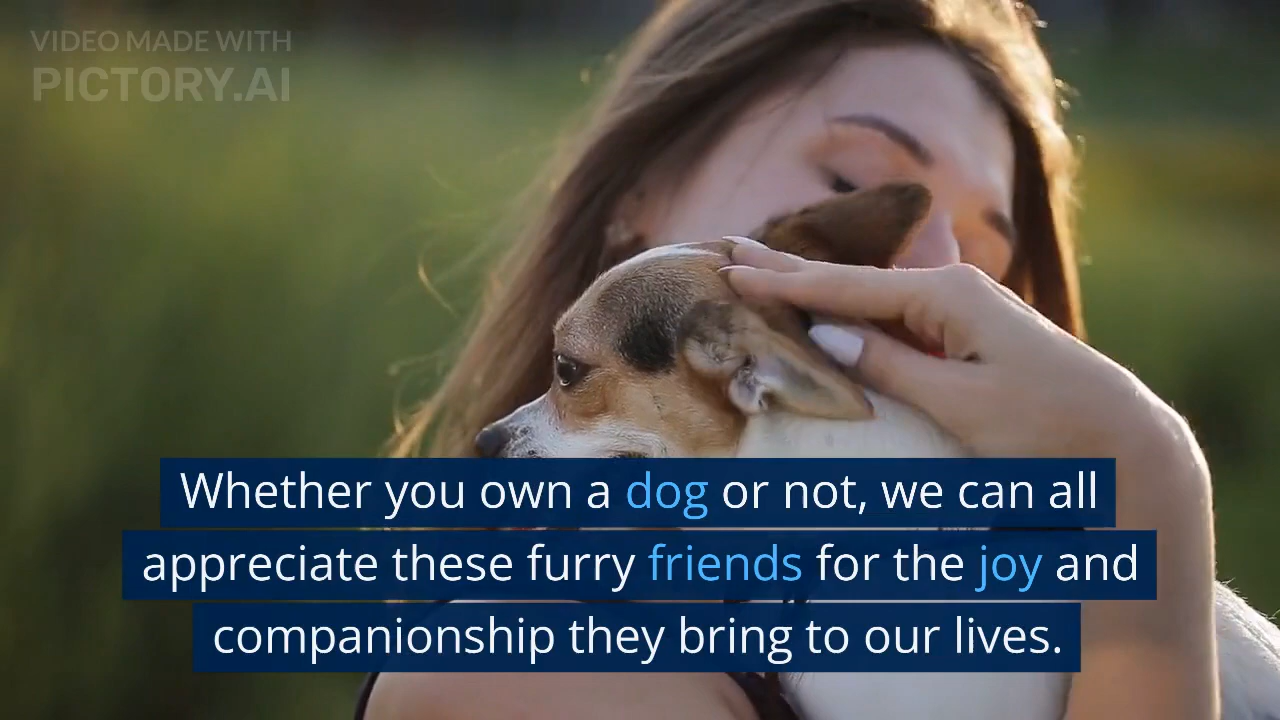 VIDEO MADE WITH
PICTORY.AI
Whether you own a dog or not, we can all
appreciate these furry friends for the joy and
companionship they bring to our lives.